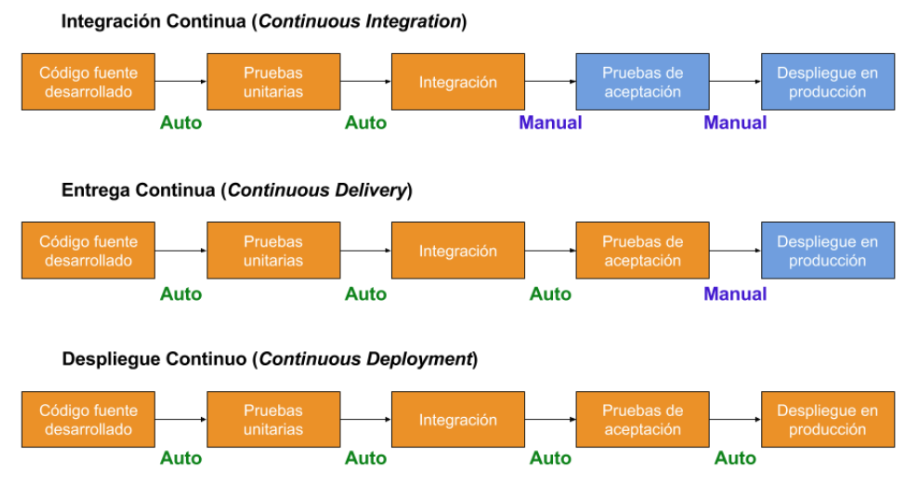 Integración Continua (Continuous Integration)
Código fuente
desarrollado
Pruebas
unitarias
Integración
Pruebas de
aceptación
Despliegue en
producción
Auto
Auto
Manual
Manual
Entrega Continua (Continuous Delivery)
Código fuente
desarrollado
Pruebas
unitarias
Integración
Pruebas de
aceptación
Despliegue en
producción
Auto
Auto
Auto
Manual
Despliegue Continuo (Continuous Deployment)
Código fuente
desarrollado
Pruebas
unitarias
Integración
Pruebas de
aceptación
Despliegue en
producción
Auto
Auto
Auto
Auto